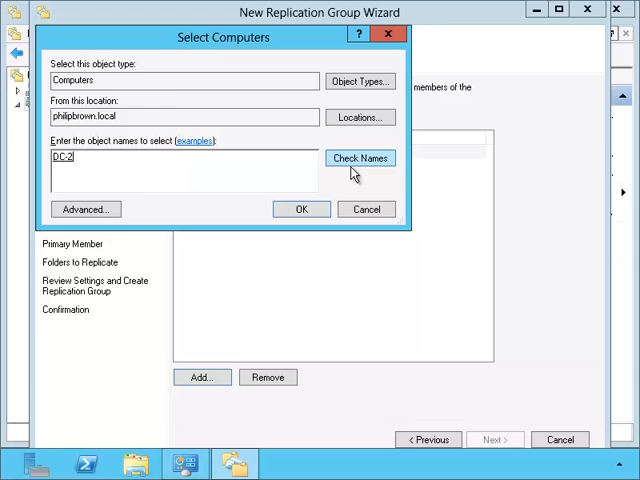 New Replication Group Wizard
Select Computers
Select this object type:
Computers
Object Types...
From this location:
philipbrown.local
Locations...
Enter the object names to select (examples):
DC-2
Check Names
Advanced...
OK
Cancel
members of the
Primary Member
Folders to Replicate
Review Settings and Create
Replication Group
Confirmation
Add...
Remove
< Previous
Next >
Cancel